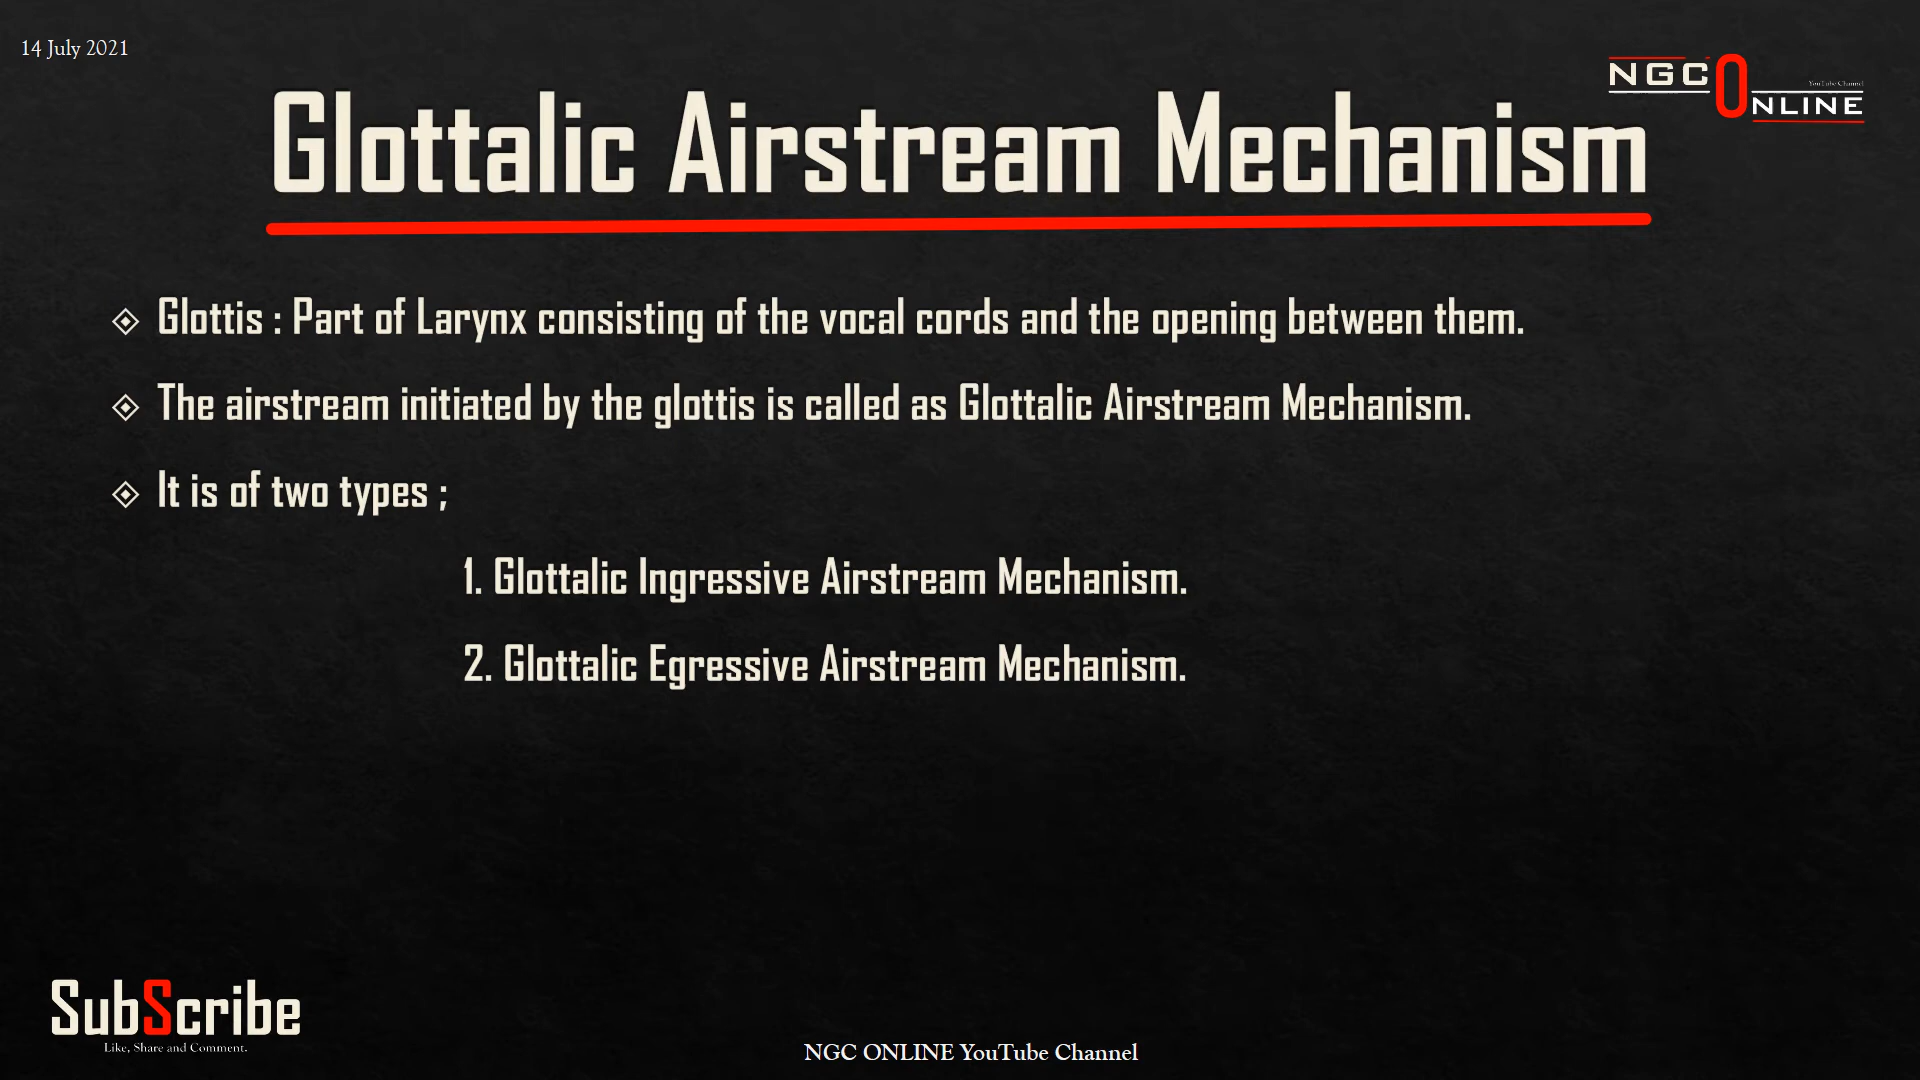 14 July 2021
NGC ONLINE
YouTube Channel
Glottalic Airstream Mechanism
Glottis : Part of Larynx consisting of the vocal cords and the opening between them.
The airstream initiated by the glottis is called as Glottalic Airstream Mechanism.
It is of two types ;
1. Glottalic Ingressive Airstream Mechanism.
2. Glottalic Egressive Airstream Mechanism.
SubScribe
Like, Share and Comment.
NGC ONLINE YouTube Channel